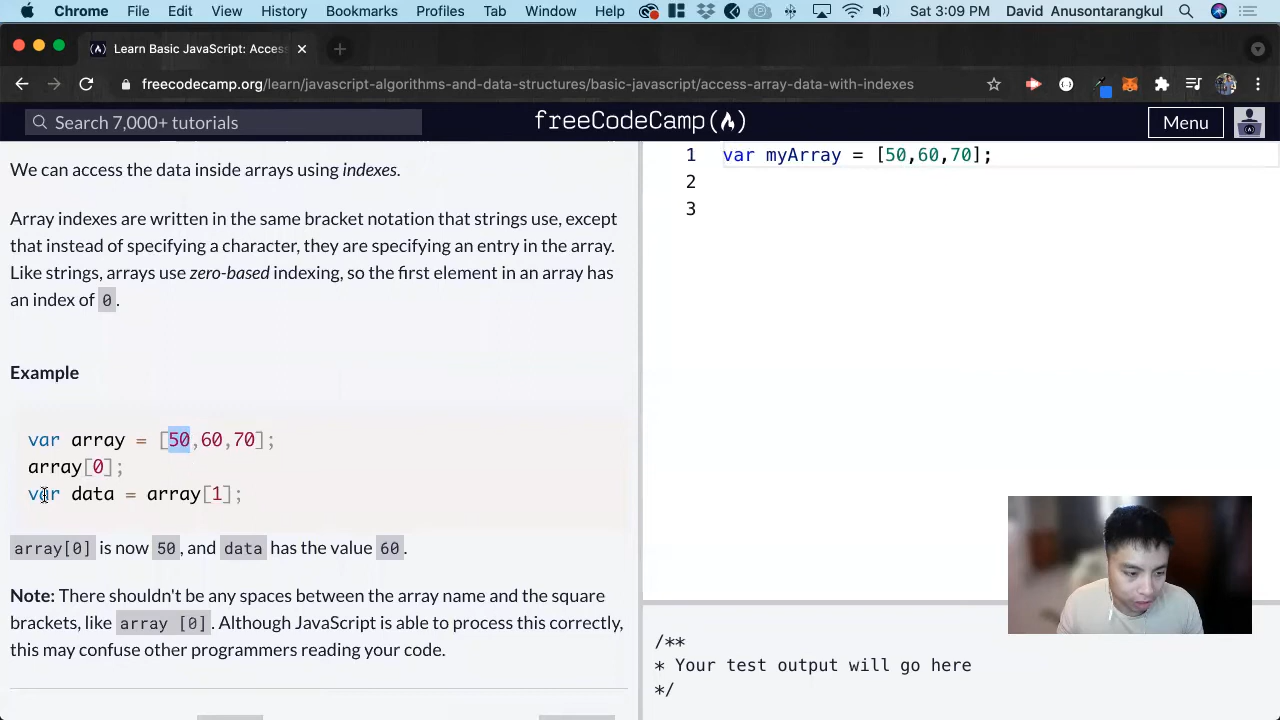 Chrome File Edit View History Bookmarks Profiles Tab Window Help Sat 3:09 PM David Anusontarangkul
Learn Basic JavaScript: Acces
freecodecamp.org/learn/javascript-algorithms-and-data-structures/basic-javascript/access-array-data-with-indexes
Search 7,000+ tutorials
freeCodeCamp
Menu
We can access the data inside arrays using indexes.
Array indexes are written in the same bracket notation that strings use, except
that instead of specifying a character, they are specifying an entry in the array.
Like strings, arrays use zero-based indexing, so the first element in an array has
an index of 0.
Example
var array = [50,60,70];
array[0];
var data = array[1];
array[0] is now 50, and data has the value 60.
Note: There shouldn't be any spaces between the array name and the square
brackets, like array [0]. Although JavaScript is able to process this correctly,
this may confuse other programmers reading your code.
1 var myArray = [50,60,70];
2
3
/**
* Your test output will go here
*/